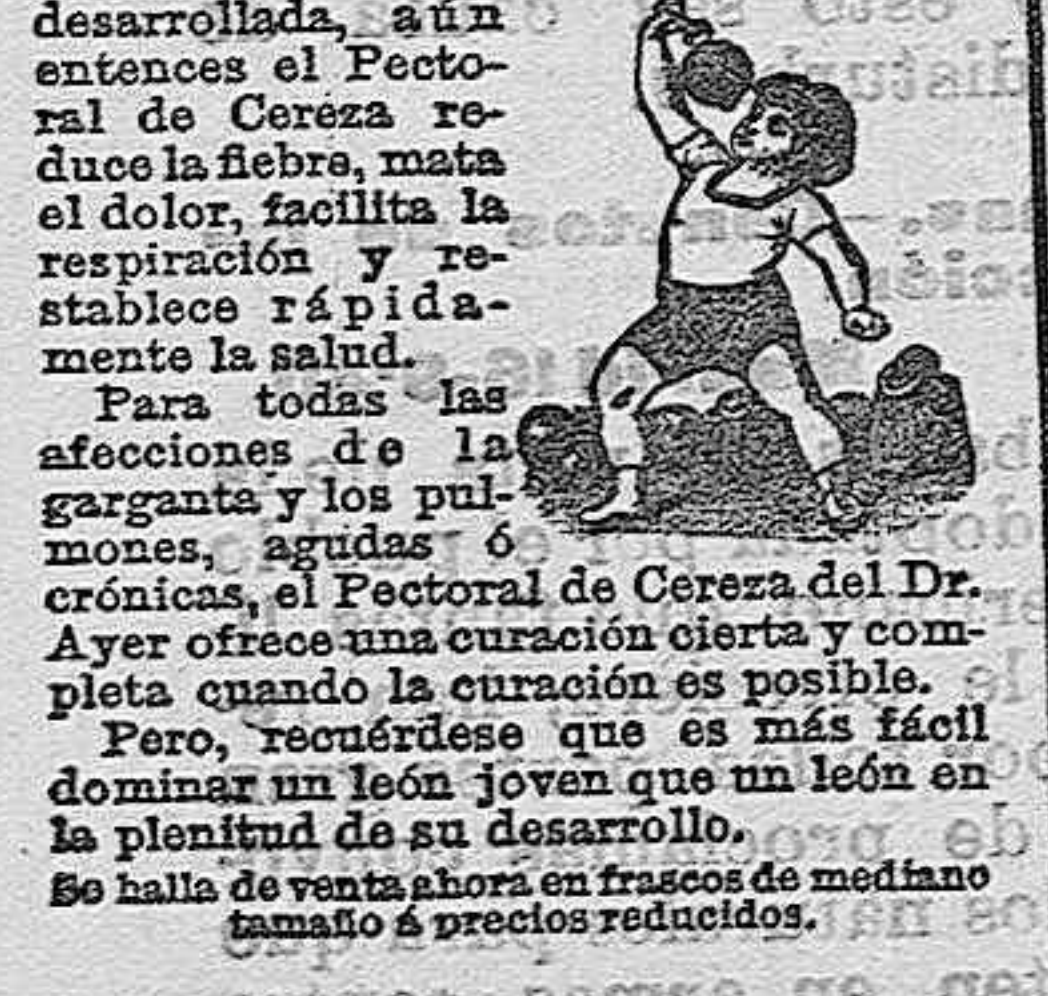 desarrollada, aún
entences el Pecto-
ral de Cereza re-
duce la fiebre, mata
el dolor, facilita la
respiración y re-
stablece rápida-
mente la salud.
Para todas las
afecciones de la
garganta y los pul-
mones, agudas ó
crónicas, el Pectoral de Cereza del Dr.
Ayer ofrece una curación cierta y com-
pleta cuando la curación es posible.
Pero, recuérdese que es más fácil
dominar un león joven que un león en
la plenitud de su desarrollo.
Se halla de venta ahora en frascos de mediano
tamaño á precios reducidos.